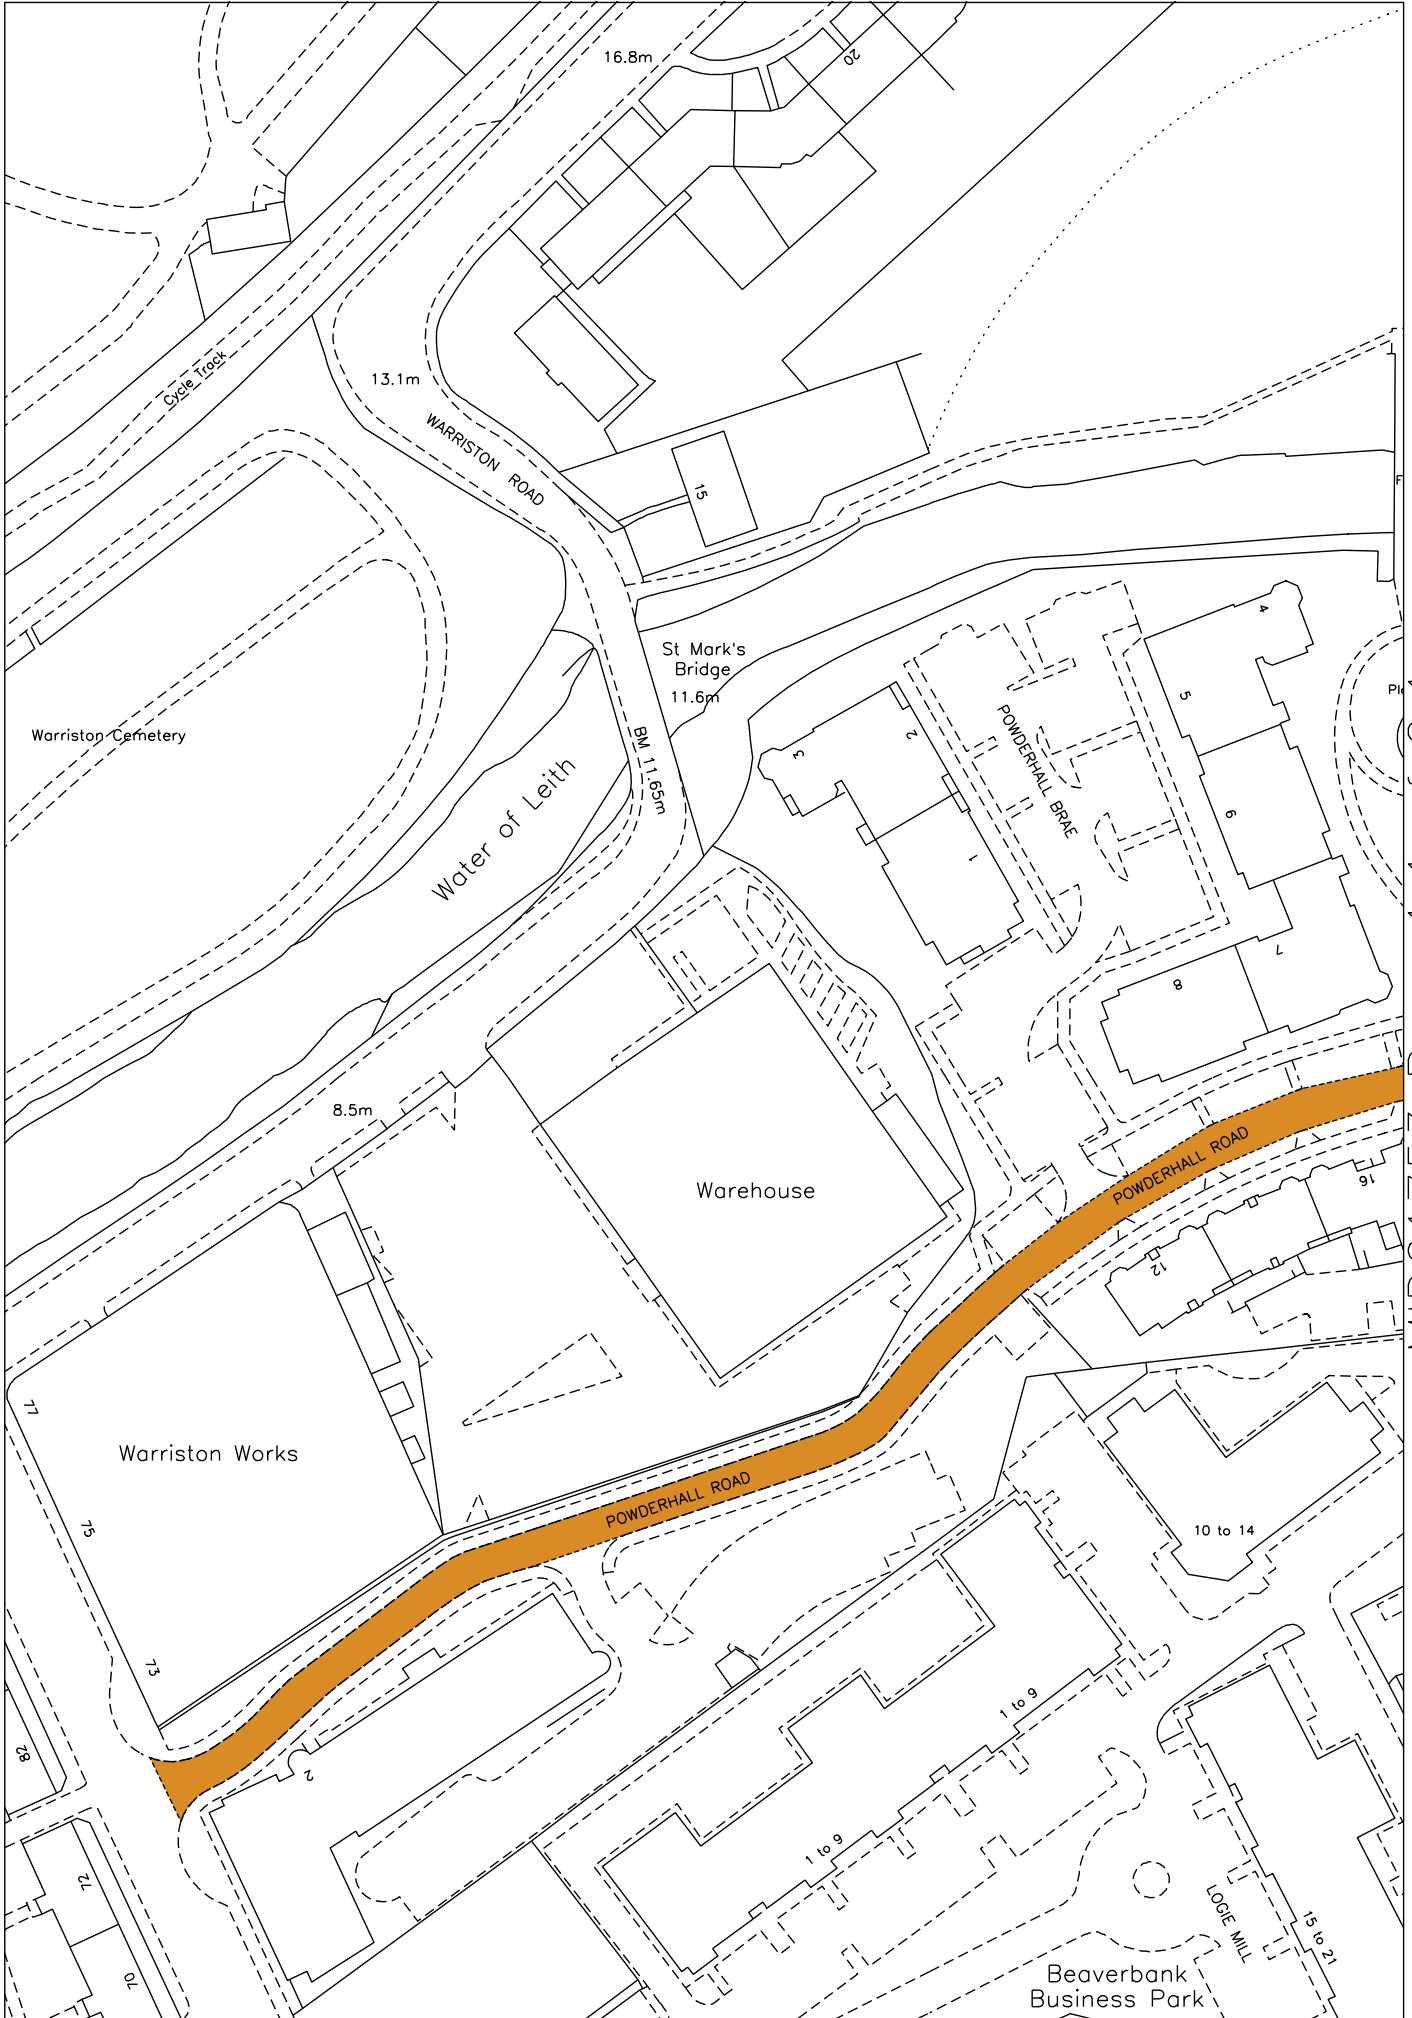 16.8m
20
Cycle Track
13.1m
WARRISTON ROAD
15
St Mark's
Bridge
11.6m
BM 11.65m
4
5
6
7
8
3
2
1
POWDERHALL BRAE
Warriston Cemetery
Water of Leith
8.5m
Warehouse
POWDERHALL ROAD
16
12
77
Warriston Works
75
73
POWDERHALL ROAD
10 to 14
82
2
1 to 9
1 to 9
72
70
LOGIE MILL
15 to 21
Beaverbank
Business Park